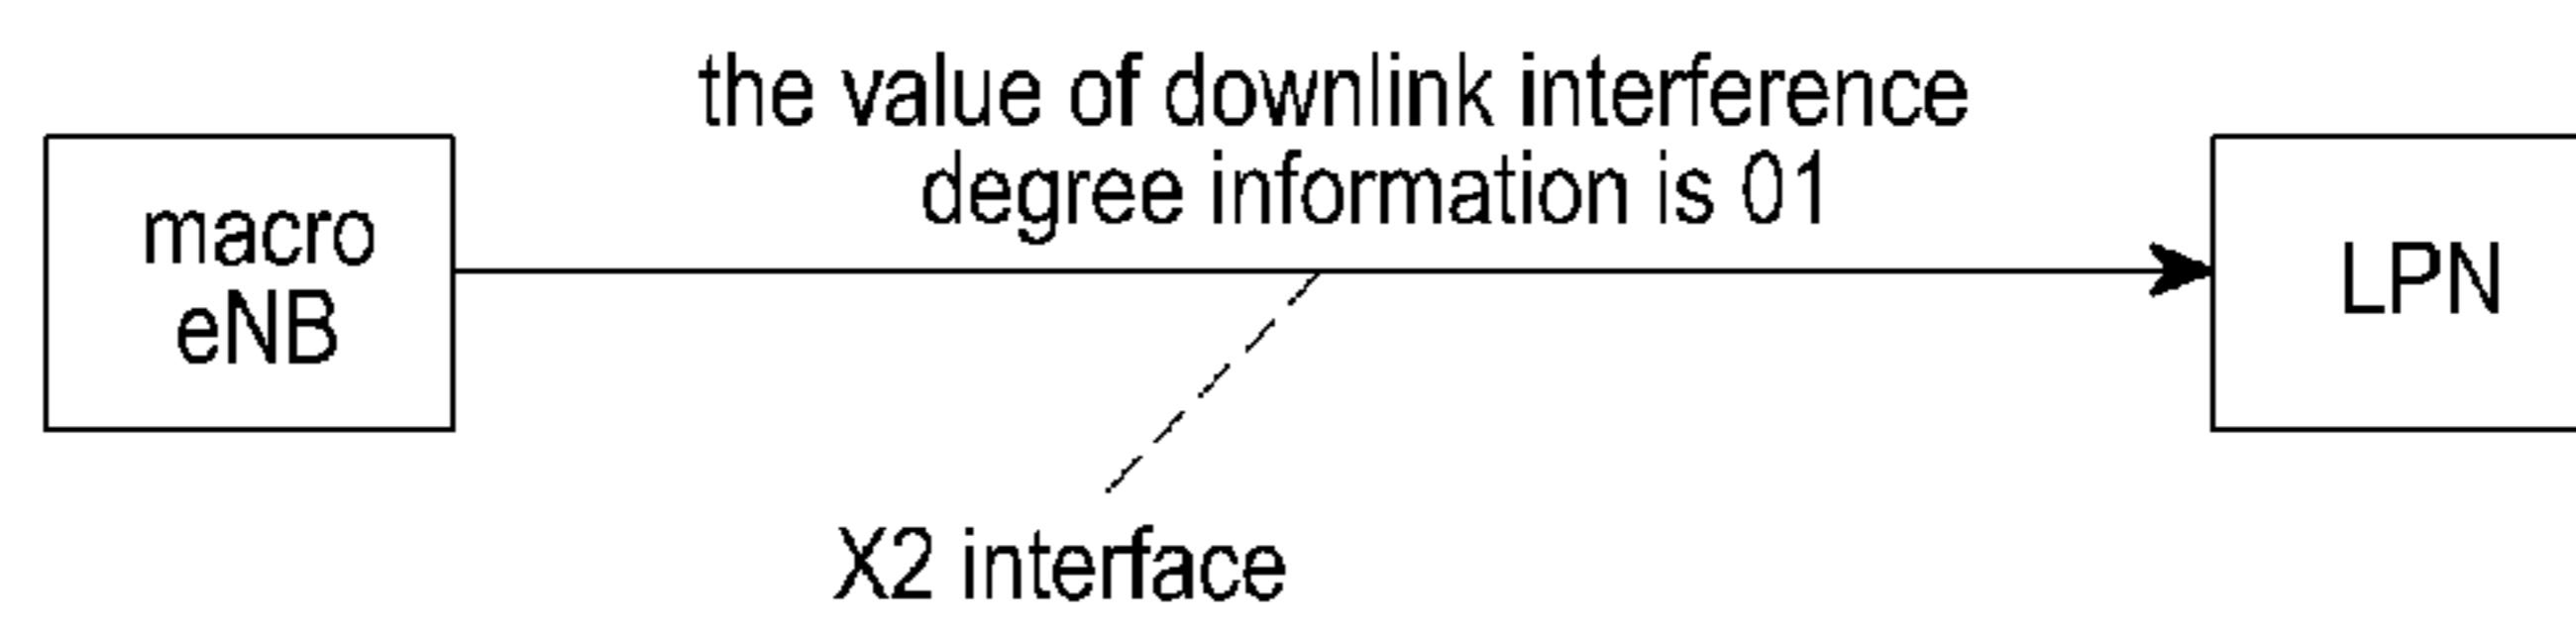 the value of downlink interference
degree information is 01
macro
eNB
LPN
X2 interface